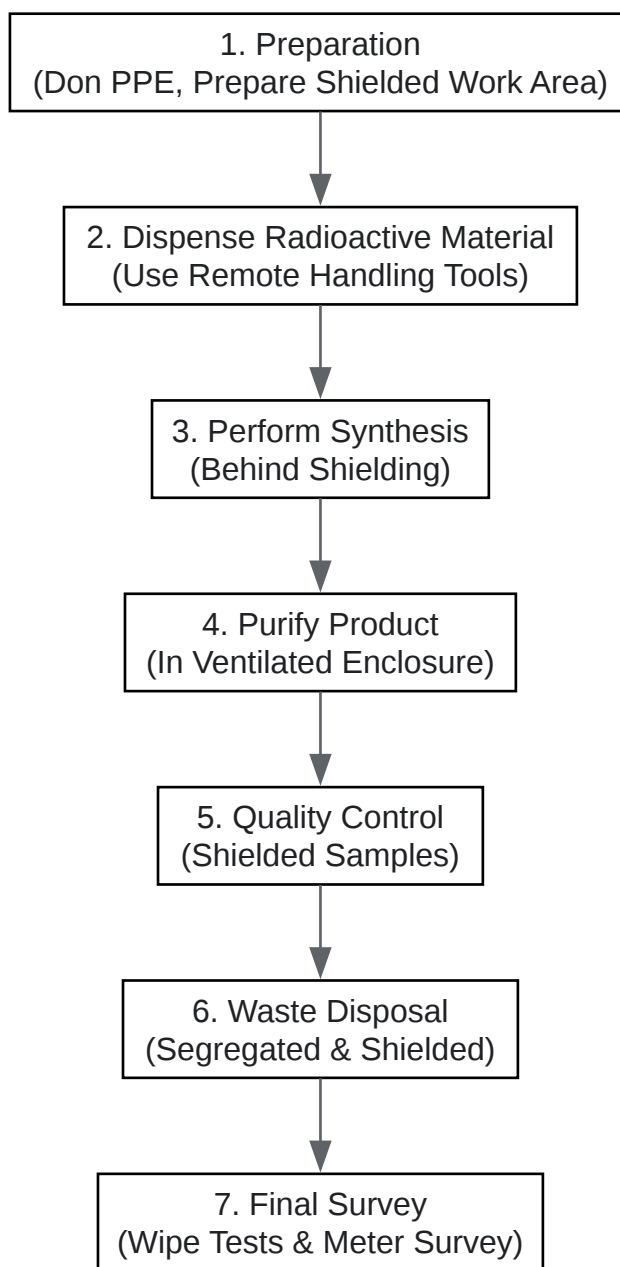 1. Preparation
(Don PPE, Prepare Shielded Work Area)
2. Dispense Radioactive Material
(Use Remote Handling Tools)
3. Perform Synthesis
(Behind Shielding)
4. Purify Product
(In Ventilated Enclosure)
5. Quality Control
(Shielded Samples)
6. Waste Disposal
(Segregated & Shielded)
7. Final Survey
(Wipe Tests & Meter Survey)